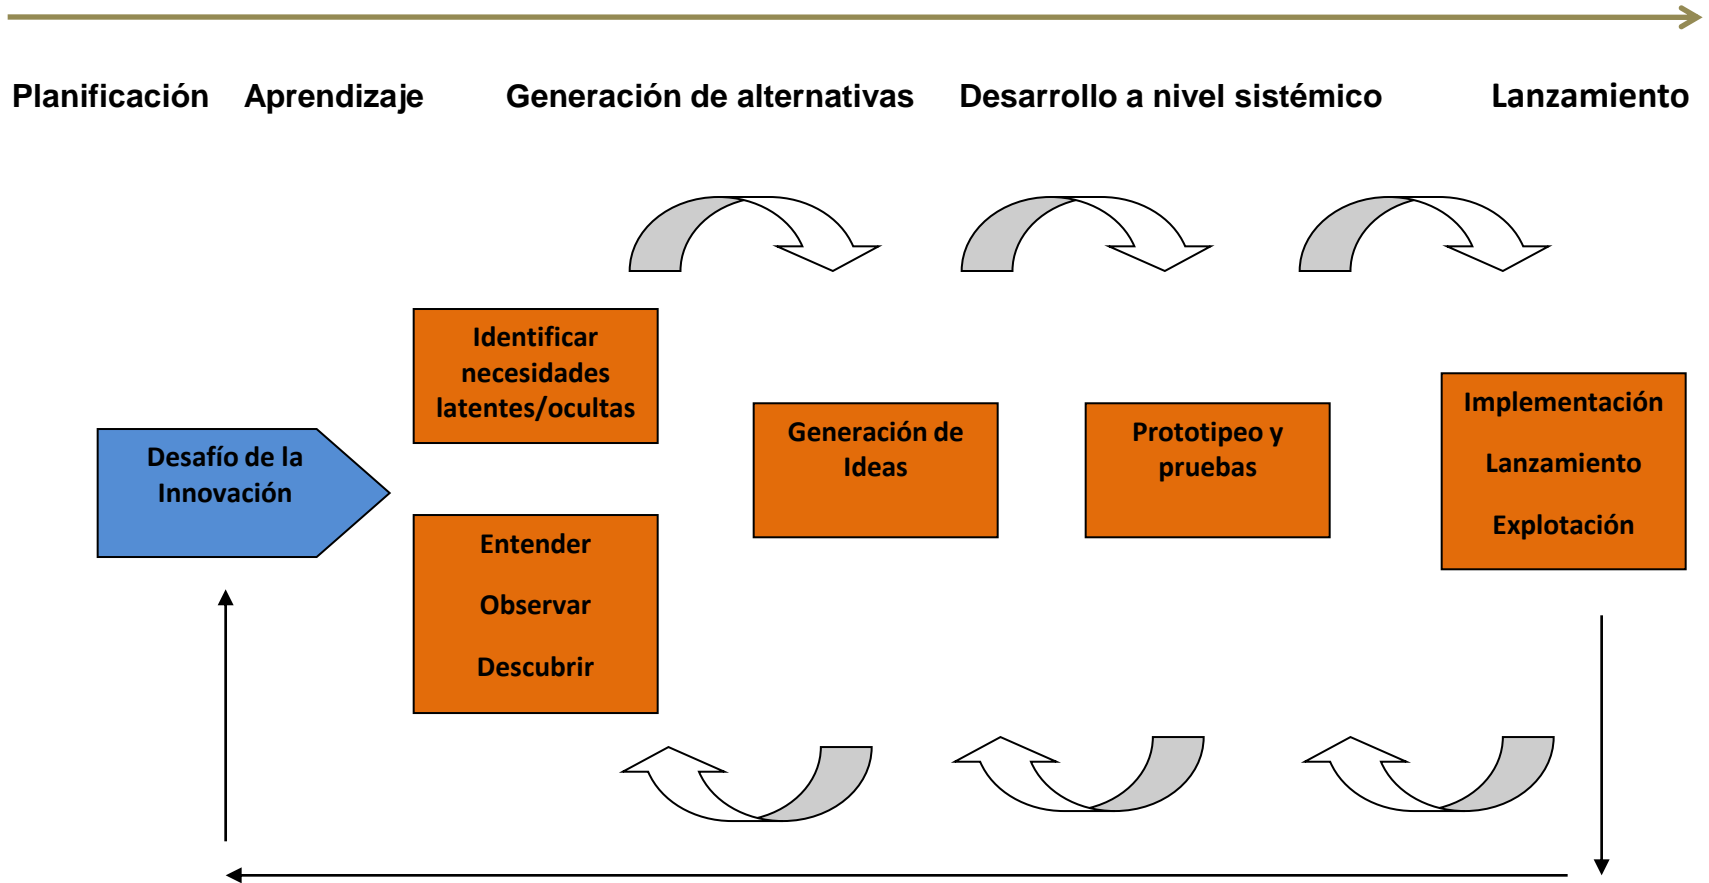 Planificación Aprendizaje Generación de alternativas Desarrollo a nivel sistémico Lanzamiento
Desafío de la
Innovación
Identificar
necesidades
latentes/ocultas
Entender
Observar
Descubrir
Generación de
Ideas
Prototipeo y
pruebas
Implementación
Lanzamiento
Explotación